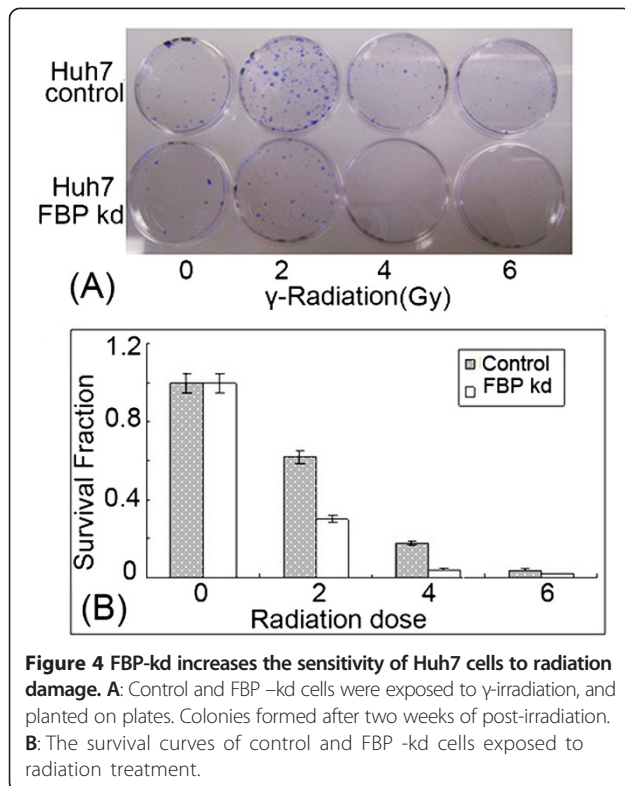 Huh7
control
Huh7
FBP kd
0 2 4 6
(A) γ-Radiation(Gy)
1.2
Control
FBP kd
0.8
Survival Fraction
0.4
0
0 2 4 6
(B) Radiation dose
Figure 4 FBP-kd increases the sensitivity of Huh7 cells to radiation
damage. A: Control and FBP –kd cells were exposed to γ-irradiation, and
planted on plates. Colonies formed after two weeks of post-irradiation.
B: The survival curves of control and FBP -kd cells exposed to
radiation treatment.